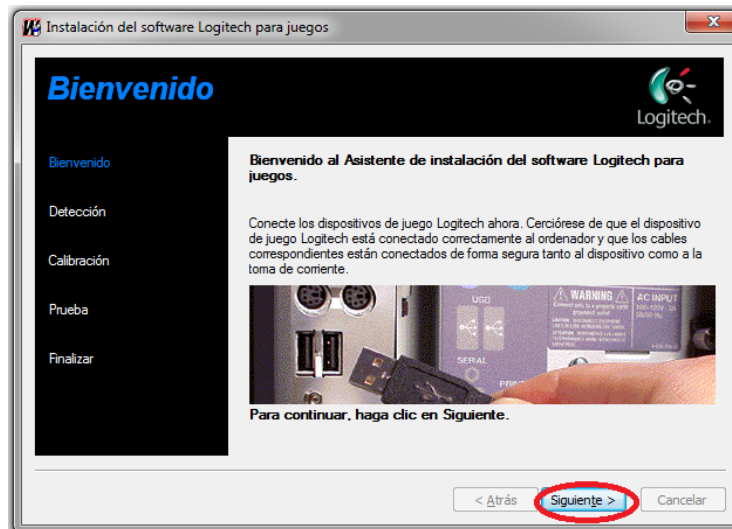 Instalación del software Logitech para juegos
Bienvenido
Logitech.
Bienvenido
Detección
Calibración
Prueba
Finalizar
Bienvenido al Asistente de instalación del software Logitech para
juegos.
Conecte los dispositivos de juego Logitech ahora. Cerciórese de que el dispositivo
de juego Logitech está conectado correctamente al ordenador y que los cables
correspondientes están conectados de forma segura tanto al dispositivo como a la
toma de corriente.
WARNING
AC INPUT
SERIAL
Para continuar, haga clic en Siguiente.
< Atrás
Siguiente >
Cancelar